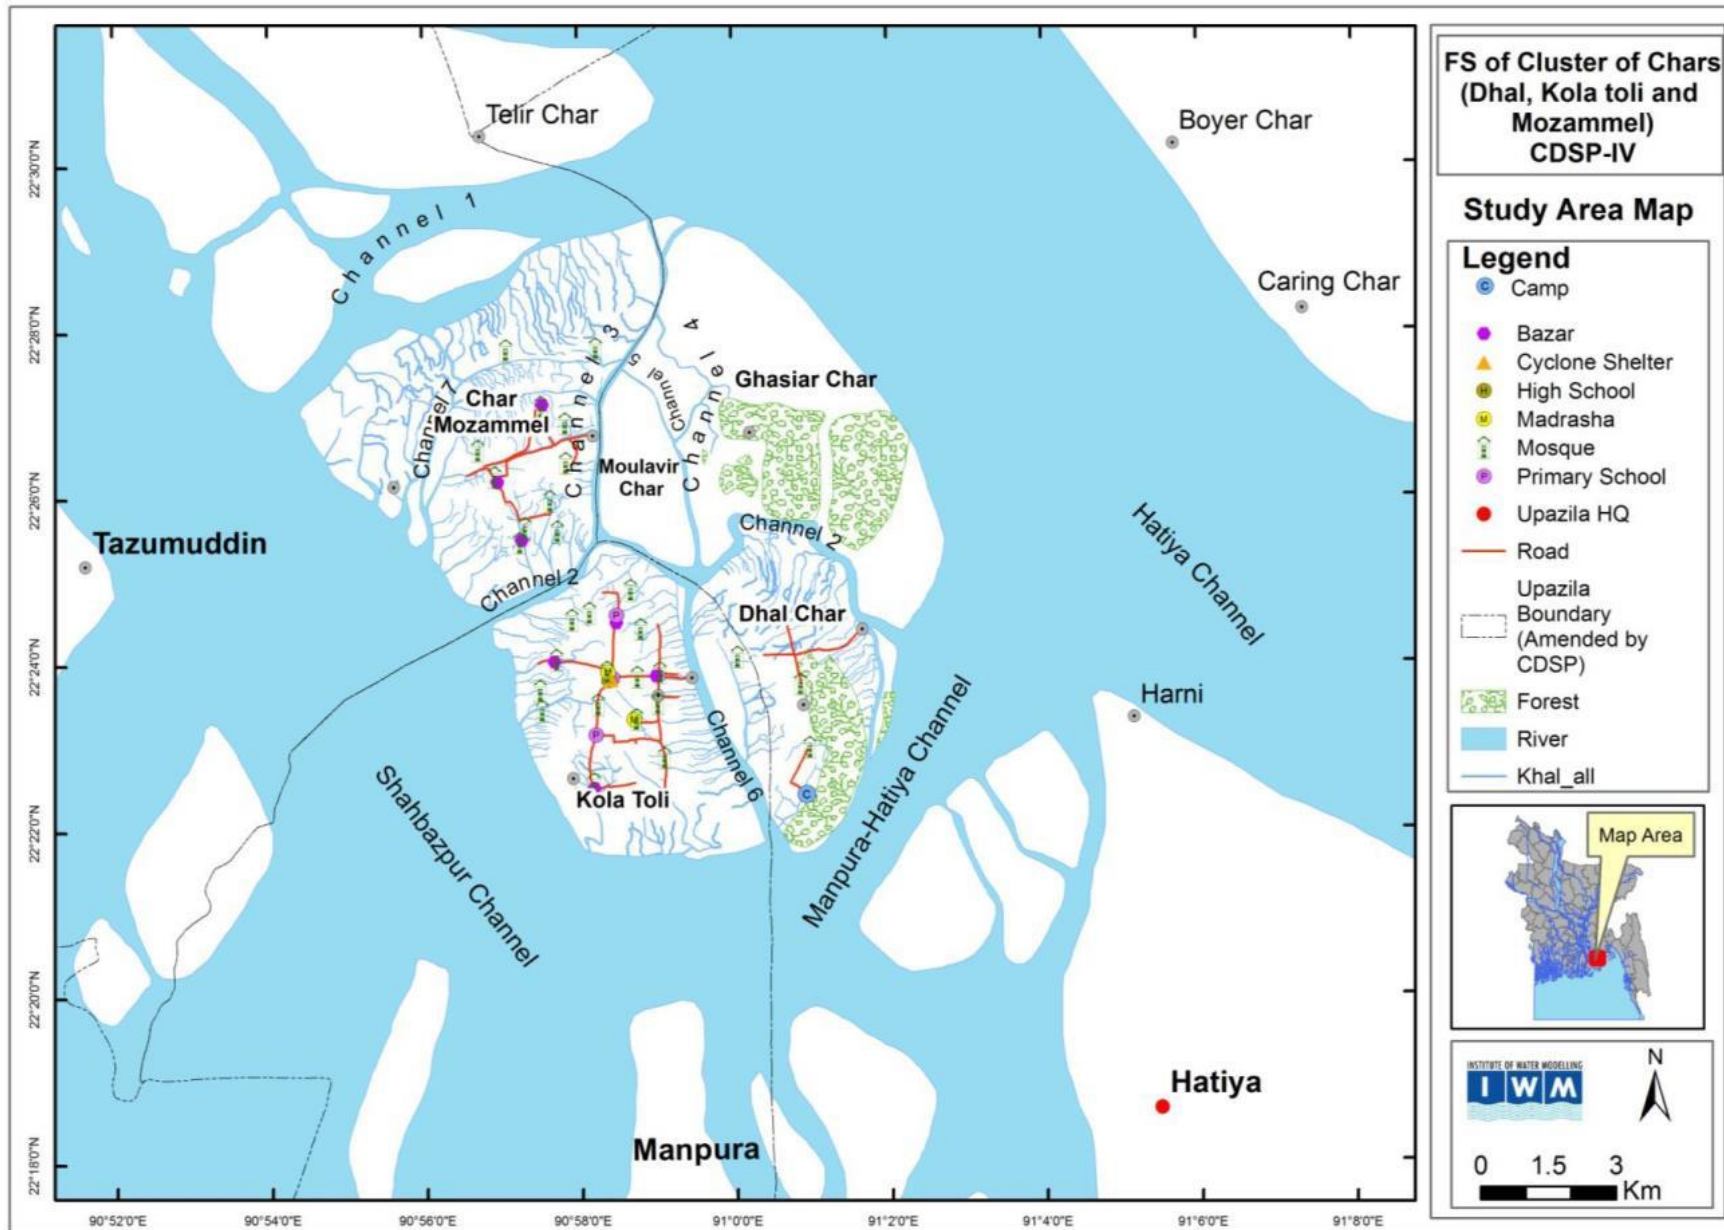 FS of Cluster of Chars
(Dhal, Kola toli and
Mozammel)
CDSP-IV
Study Area Map
Legend
Camp
Bazar
Cyclone Shelter
High School
Madrasha
Mosque
Primary School
Upazila HQ
Road
Upazila
Boundary
(Amended by
CDSP)
Forest
River
Khal_all
Map Area
INSTITUTE OF WATER MODELLING
IWM
N
0 1.5 3
Km
Telir Char
Boyer Char
Channel 1
Caring Char
Channel 3
Channel 4
Channel 5
Ghasiar Char
Channel 7
Char
Mozammel
Moulavir
Char
Channel 2
Hatiya Channel
Tazumuddin
Channel 2
Dhal Char
Harni
Channel 6
Manpura-Hatiya Channel
Shahbazpur Channel
Kola Toli
Hatiya
Manpura
22°30'0"N
22°28'0"N
22°26'0"N
22°24'0"N
22°22'0"N
22°20'0"N
22°18'0"N
90°52'0"E
90°54'0"E
90°56'0"E
90°58'0"E
91°0'0"E
91°2'0"E
91°4'0"E
91°6'0"E
91°8'0"E
C
H
M
P
M
P
P
C